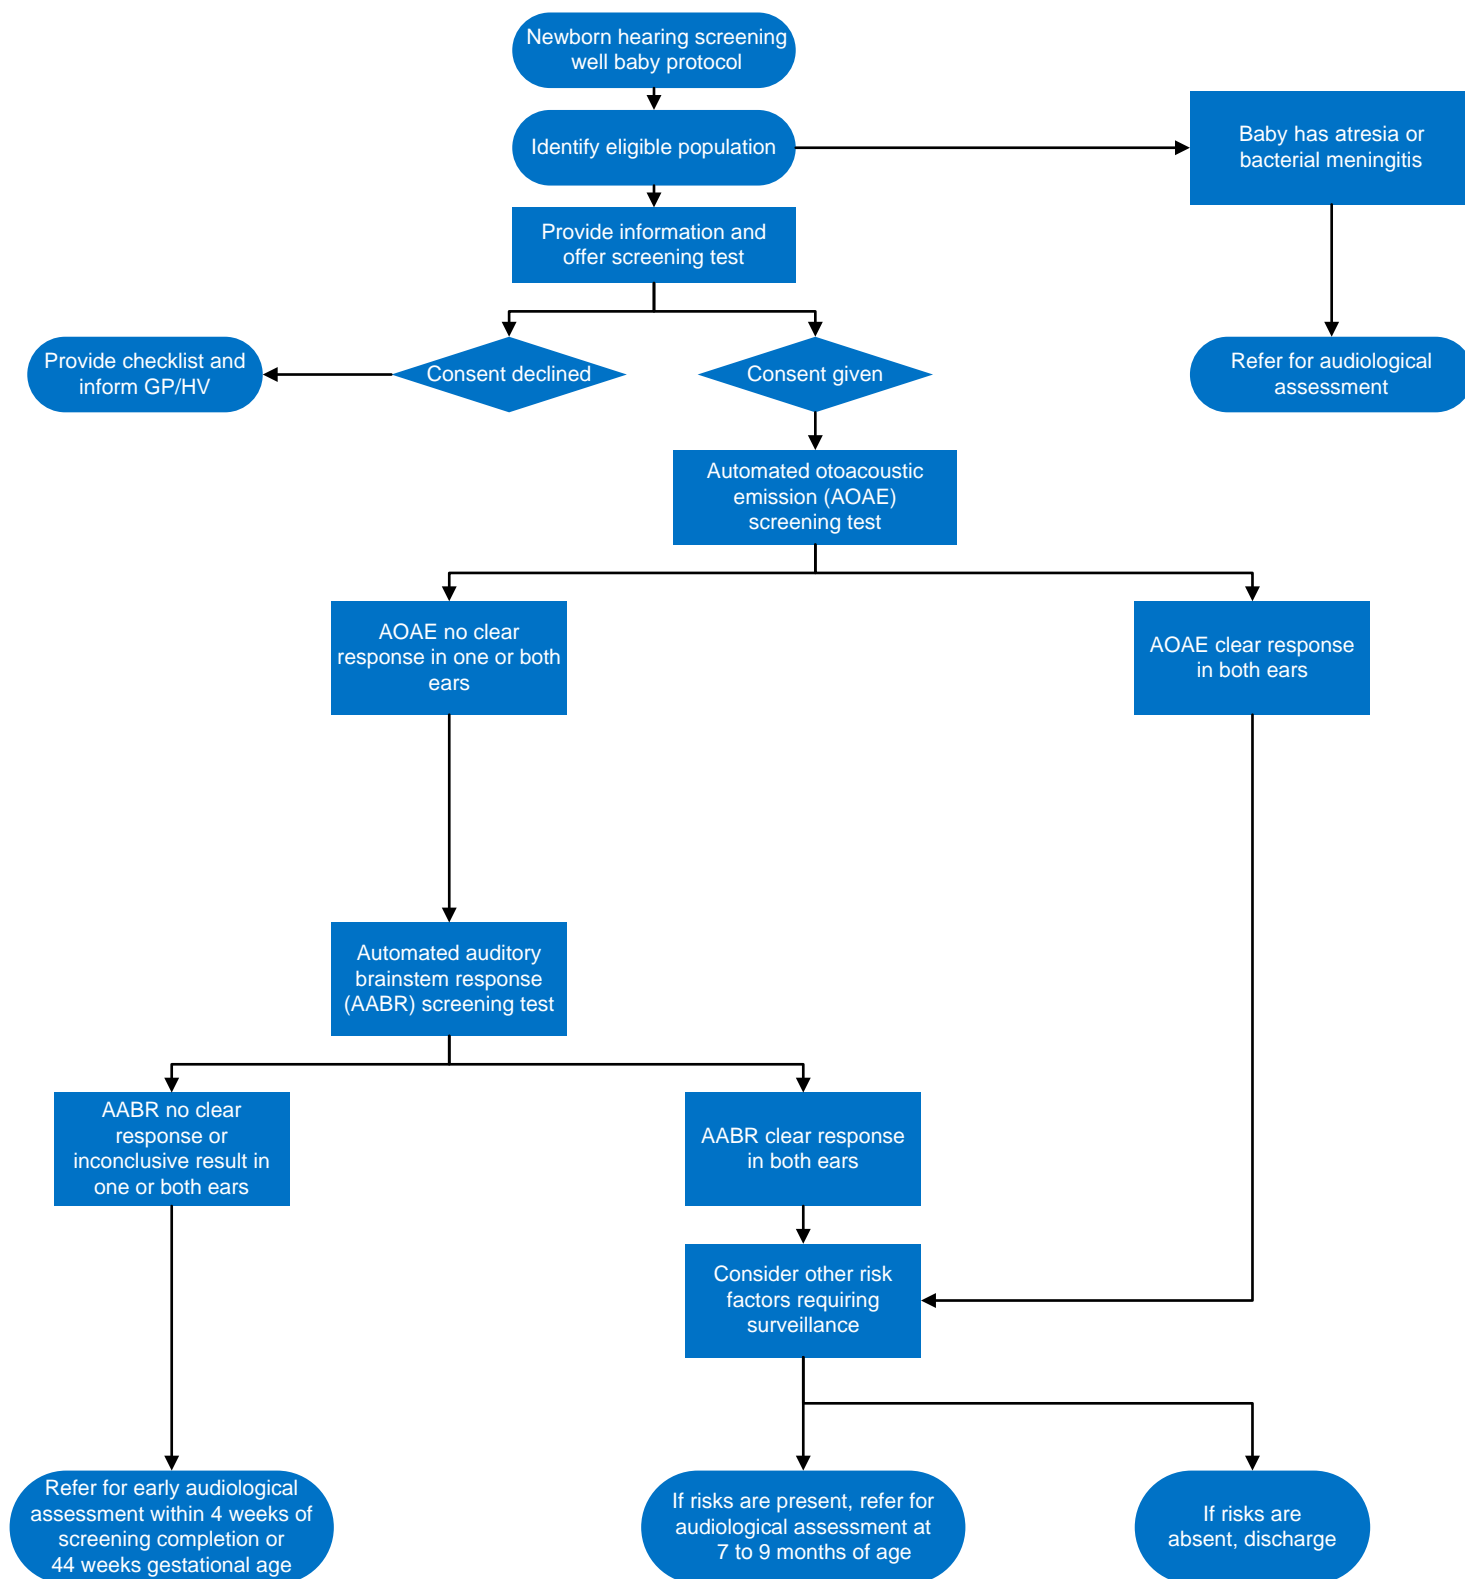 Newborn hearing screening
well baby protocol
Identify eligible population
Baby has atresia or
bacterial meningitis
Provide information and
offer screening test
Provide checklist and
inform GP/HV
Consent declined
Consent given
Refer for audiological
assessment
Automated otoacoustic
emission (AOAE)
screening test
AOAE no clear
response in one or both
ears
AOAE clear response
in both ears
Automated auditory
brainstem response
(AABR) screening test
AABR no clear
response or
inconclusive result in
one or both ears
AABR clear response
in both ears
Consider other risk
factors requiring
surveillance
Refer for early audiological
assessment within 4 weeks of
screening completion or
44 weeks gestational age
If risks are present, refer for
audiological assessment at
7 to 9 months of age
If risks are
absent, discharge